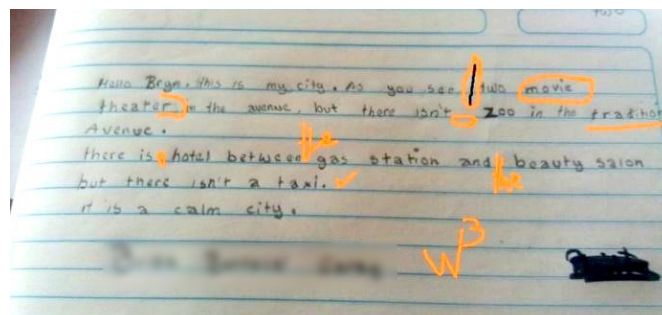 two
Hello Bryn. this is my city. As you see two movie
theater in the avenue, but there isn't zoo in the tradition
Avenue.
the
there is hotel between gas station and beauty salon
the
but there isn't a taxi.
it is a calm city.
W3